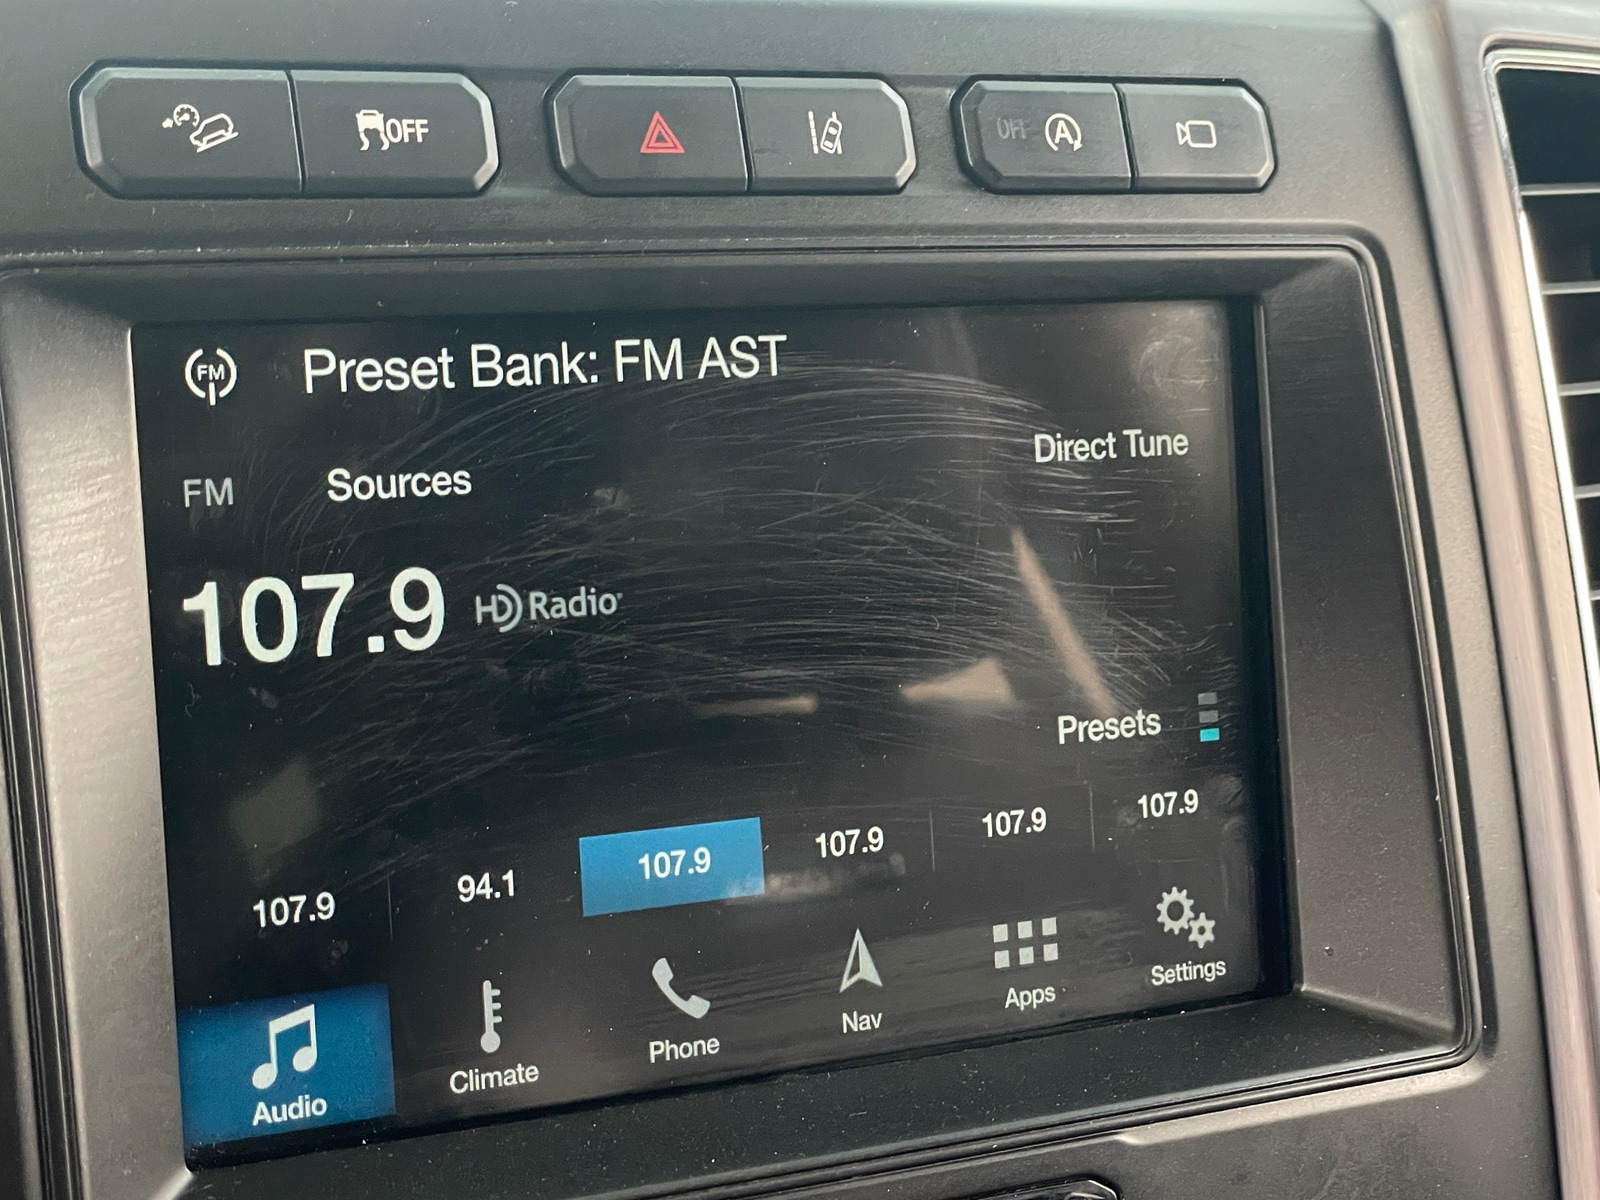 OFF
OFF A
FM Preset Bank: FM AST
FM Sources Direct Tune
107.9 HD Radio
Presets
107.9 94.1 107.9 107.9 107.9 107.9
Audio Climate Phone Nav Apps Settings